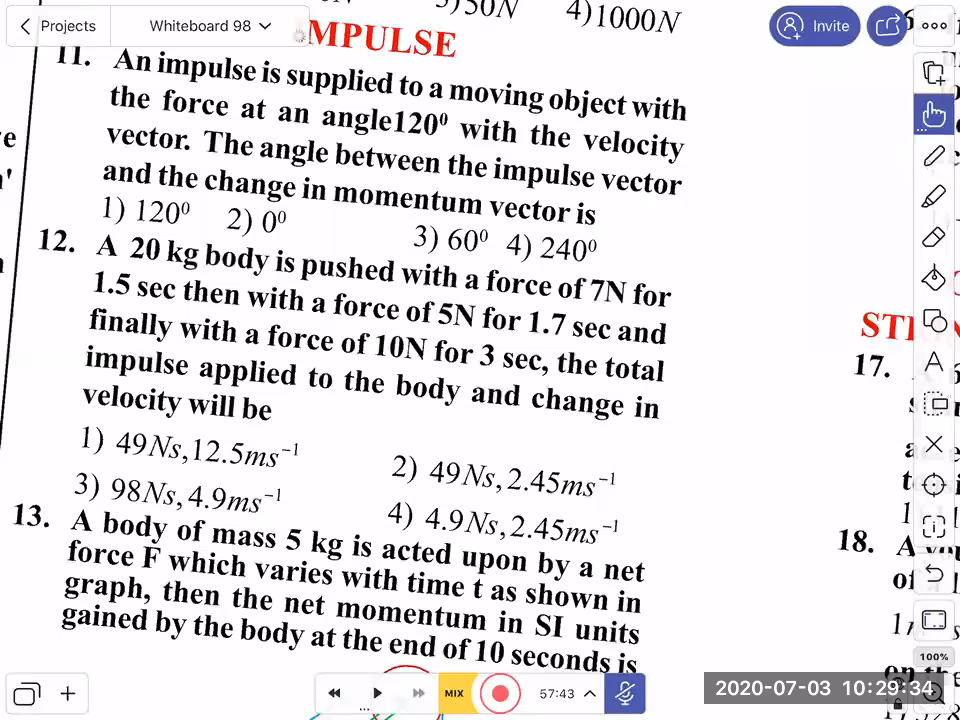 5)50N 4)1000N
Projects Whiteboard 98 Invite
MPULSE
11. An impulse is supplied to a moving object with
the force at an angle120⁰ with the velocity
vector. The angle between the impulse vector
and the change in momentum vector is
1) 120⁰ 2) 0⁰ 3) 60⁰ 4) 240⁰
12. A 20 kg body is pushed with a force of 7N for
1.5 sec then with a force of 5N for 1.7 sec and
finally with a force of 10N for 3 sec, the total
impulse applied to the body and change in
velocity will be
1) 49Ns,12.5ms⁻¹ 2) 49Ns,2.45ms⁻¹
3) 98Ns,4.9ms⁻¹ 4) 4.9Ns,2.45ms⁻¹
13. A body of mass 5 kg is acted upon by a net
force F which varies with time t as shown in
graph, then the net momentum in SI units
gained by the body at the end of 10 seconds is
17.
18.
100%
MIX 57:43
2020-07-03 10:29:34